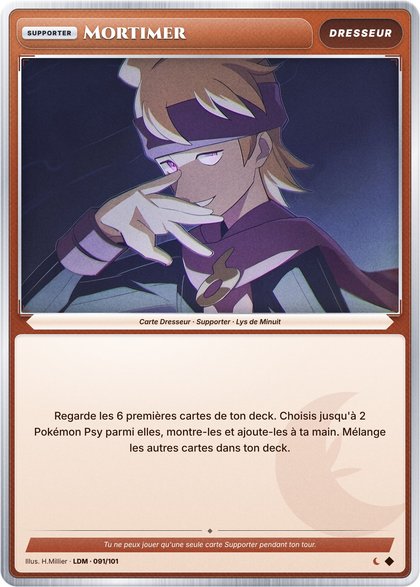 SUPPORTER MORTIMER DRESSEUR
Carte Dresseur · Supporter · Lys de Minuit
Regarde les 6 premières cartes de ton deck. Choisis jusqu'à 2
Pokémon Psy parmi elles, montre-les et ajoute-les à ta main. Mélange
les autres cartes dans ton deck.
Tu ne peux jouer qu'une seule carte Supporter pendant ton tour.
Illus. H.Millier · LDM · 091/101